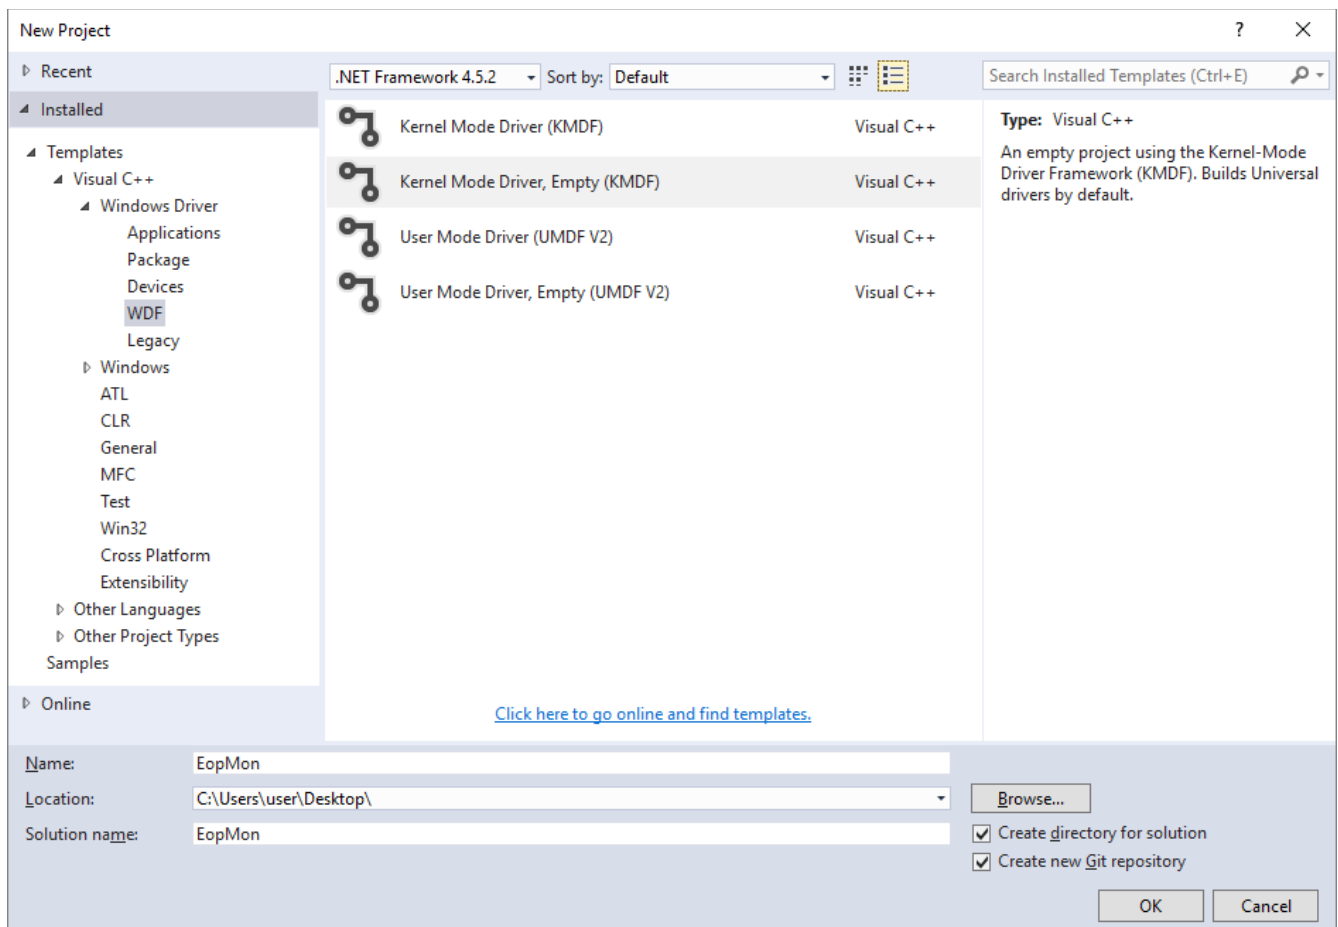 New Project
?
Recent
Installed
Templates
Visual C++
Windows Driver
Applications
Package
Devices
WDF
Legacy
Windows
ATL
CLR
General
MFC
Test
Win32
Cross Platform
Extensibility
Other Languages
Other Project Types
Samples
Online
.NET Framework 4.5.2
Sort by: Default
Kernel Mode Driver (KMDF) Visual C++
Kernel Mode Driver, Empty (KMDF) Visual C++
User Mode Driver (UMDF V2) Visual C++
User Mode Driver, Empty (UMDF V2) Visual C++
Click here to go online and find templates.
Search Installed Templates (Ctrl+E)
Type: Visual C++
An empty project using the Kernel-Mode
Driver Framework (KMDF). Builds Universal
drivers by default.
Name: EopMon
Location: C:\Users\user\Desktop\
Browse...
Solution name: EopMon
Create directory for solution
Create new Git repository
OK
Cancel